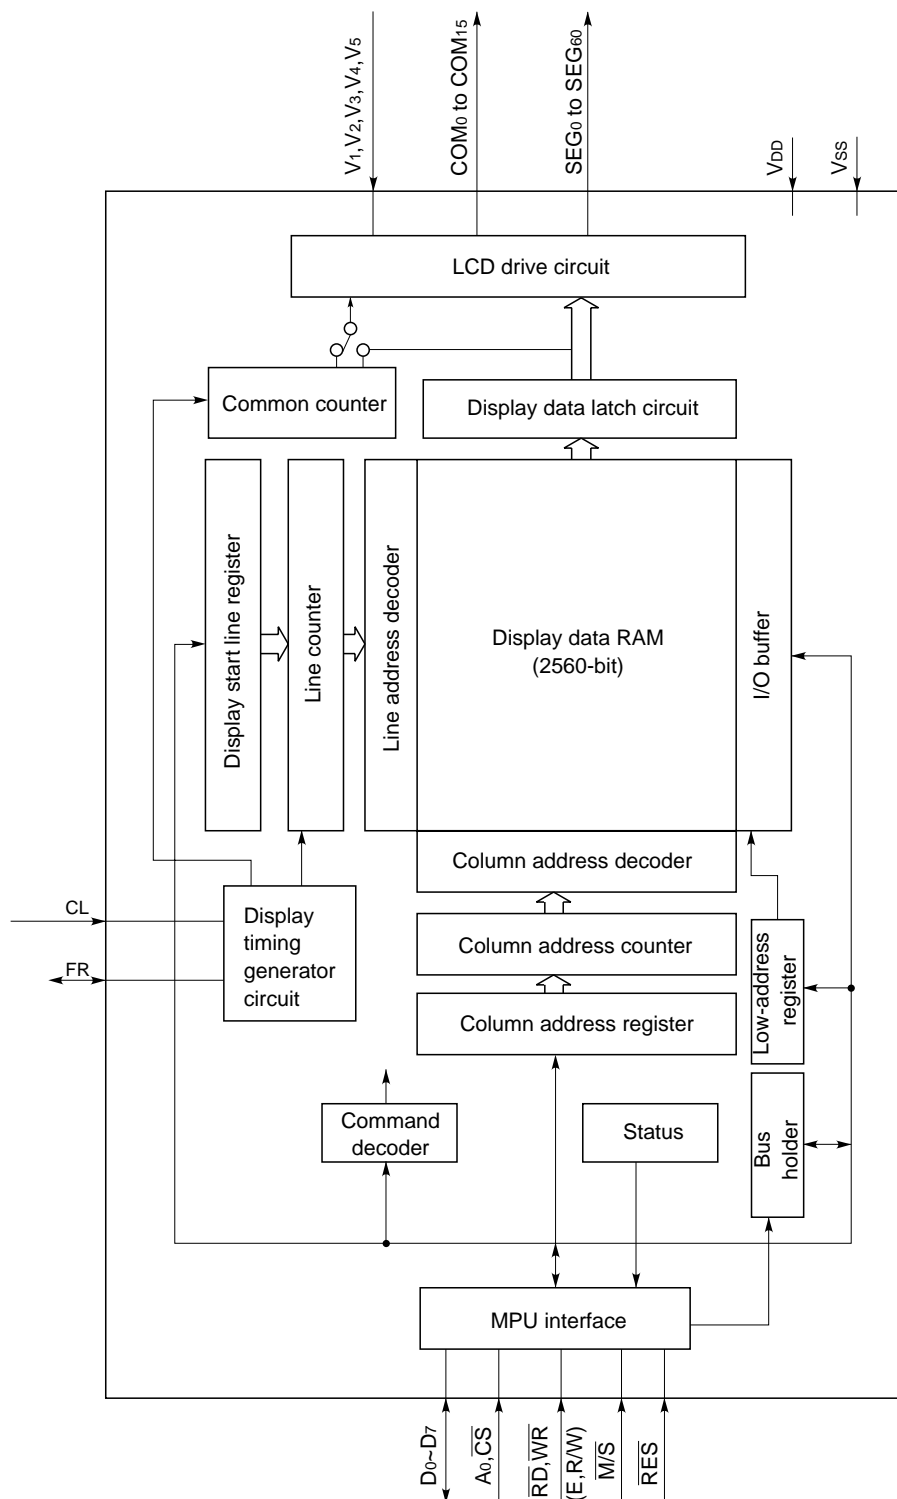 V1,V2,V3,V4,V5
COM0 to COM15
SEG0 to SEG60
VDD
VSS
LCD drive circuit
Common counter
Display data latch circuit
Display start line register
Line counter
Line address decoder
Display data RAM
(2560-bit)
I/O buffer
Column address decoder
CL
FR
Display
timing
generator
circuit
Column address counter
Column address register
Low-address
register
Command
decoder
Status
Bus
holder
MPU interface
D0~D7
A0,CS
RD,WR
(E,R/W)
M/S
RES